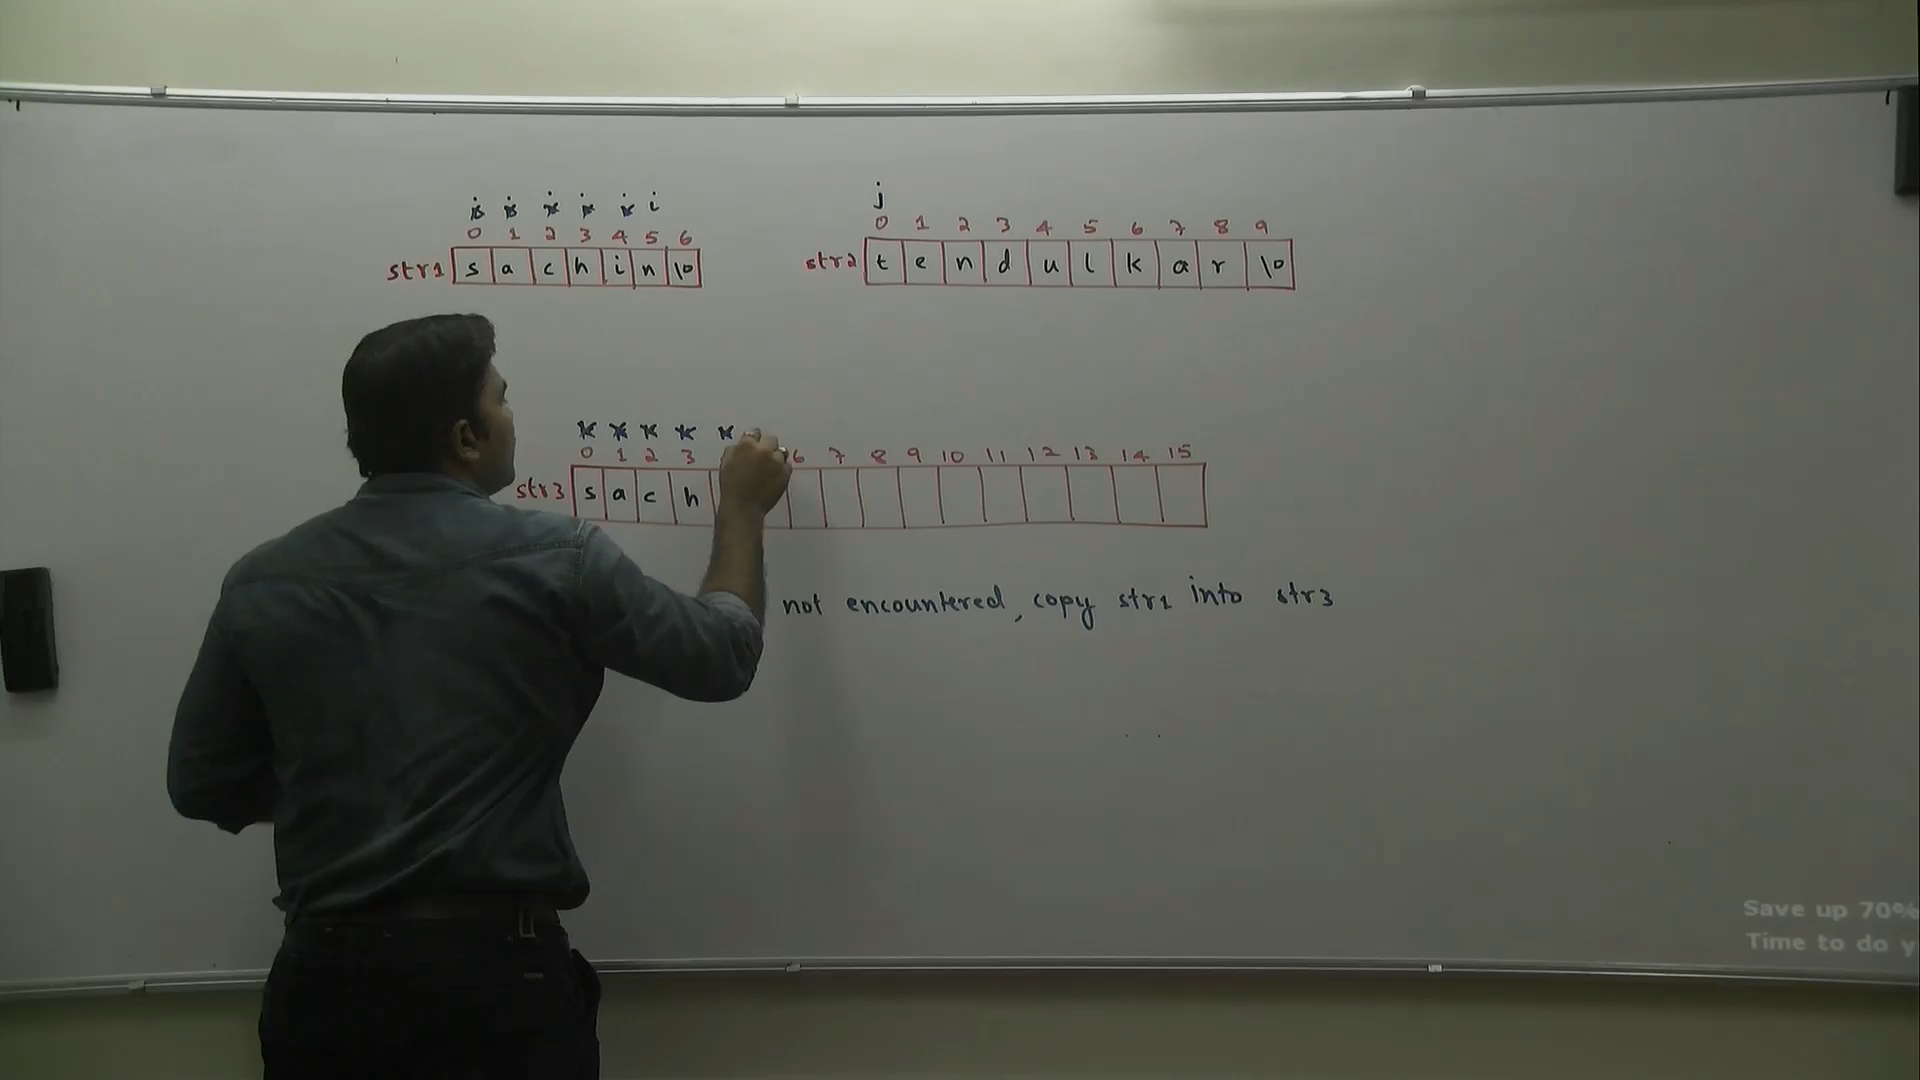 i i i i i i j
0 1 2 3 4 5 6 0 1 2 3 4 5 6 7 8 9
str1 s a c h i n \0 str2 t e n d u l k a r \0
k k k k k
0 1 2 3 6 7 8 9 10 11 12 13 14 15
str3 s a c h
not encountered, copy str1 into str3
Save up 70%
Time to do y